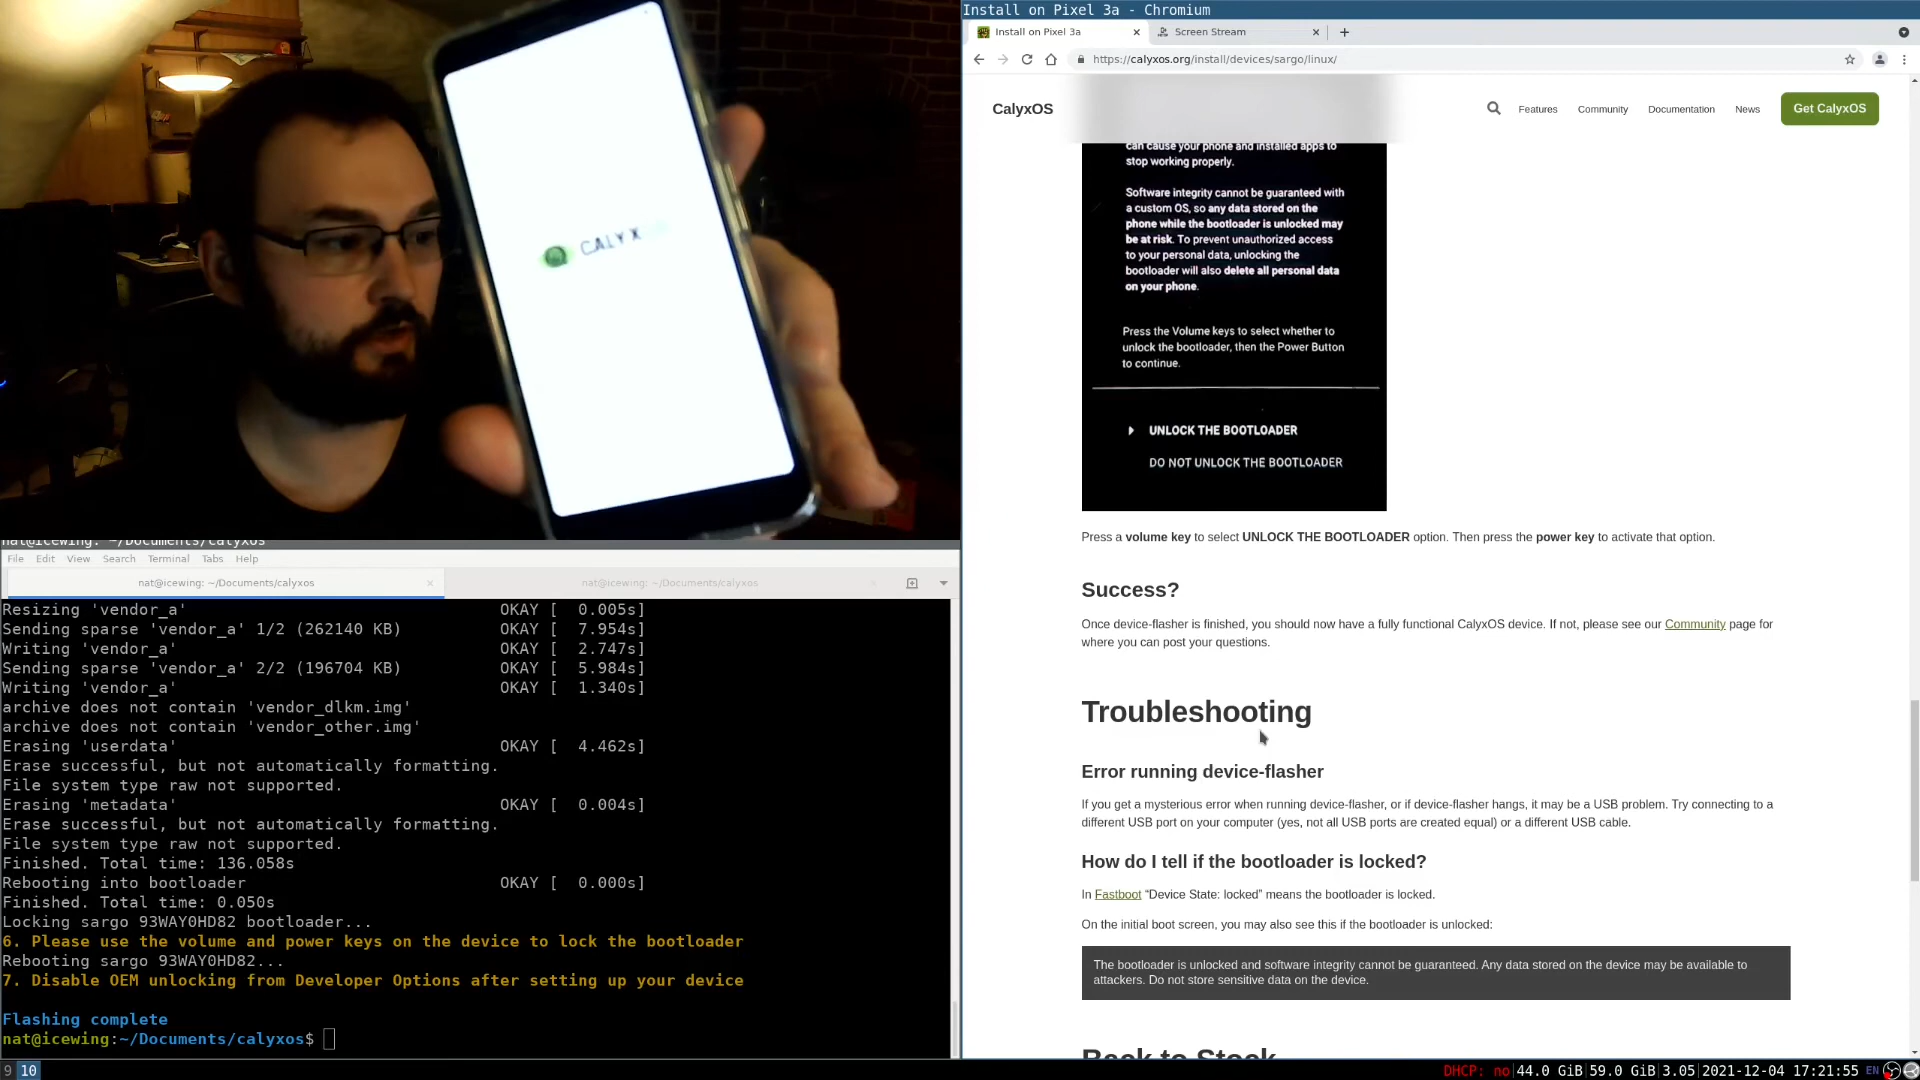 CALYX
nat@icewing: ~/Documents/calyxos
File Edit View Search Terminal Tabs Help
nat@icewing: ~/Documents/calyxos × nat@icewing: ~/Documents/calyxos ×
Resizing 'vendor_a' OKAY [ 0.005s]
Sending sparse 'vendor_a' 1/2 (262140 KB) OKAY [ 7.954s]
Writing 'vendor_a' OKAY [ 2.747s]
Sending sparse 'vendor_a' 2/2 (196704 KB) OKAY [ 5.984s]
Writing 'vendor_a' OKAY [ 1.340s]
archive does not contain 'vendor_dlkm.img'
archive does not contain 'vendor_other.img'
Erasing 'userdata' OKAY [ 4.462s]
Erase successful, but not automatically formatting.
File system type raw not supported.
Erasing 'metadata' OKAY [ 0.004s]
Erase successful, but not automatically formatting.
File system type raw not supported.
Finished. Total time: 136.058s
Rebooting into bootloader OKAY [ 0.000s]
Finished. Total time: 0.050s
Locking sargo 93WAY0HD82 bootloader...
6. Please use the volume and power keys on the device to lock the bootloader
Rebooting sargo 93WAY0HD82...
7. Disable OEM unlocking from Developer Options after setting up your device
Flashing complete
nat@icewing:~/Documents/calyxos$
Install on Pixel 3a - Chromium
Install on Pixel 3a × Screen Stream × +
https://calyxos.org/install/devices/sargo/linux/
CalyxOS Features Community Documentation News Get CalyxOS
can cause your phone and installed apps to
stop working properly.
Software integrity cannot be guaranteed with
a custom OS, so any data stored on the
phone while the bootloader is unlocked may
be at risk. To prevent unauthorized access
to your personal data, unlocking the
bootloader will also delete all personal data
on your phone.
Press the Volume keys to select whether to
unlock the bootloader, then the Power Button
to continue.
UNLOCK THE BOOTLOADER
DO NOT UNLOCK THE BOOTLOADER
Press a volume key to select UNLOCK THE BOOTLOADER option. Then press the power key to activate that option.
Success?
Once device-flasher is finished, you should now have a fully functional CalyxOS device. If not, please see our Community page for
where you can post your questions.
Troubleshooting
Error running device-flasher
If you get a mysterious error when running device-flasher, or if device-flasher hangs, it may be a USB problem. Try connecting to a
different USB port on your computer (yes, not all USB ports are created equal) or a different USB cable.
How do I tell if the bootloader is locked?
In Fastboot “Device State: locked” means the bootloader is locked.
On the initial boot screen, you may also see this if the bootloader is unlocked:
The bootloader is unlocked and software integrity cannot be guaranteed. Any data stored on the device may be available to
attackers. Do not store sensitive data on the device.
Back to Stock
9 10 DHCP: no|44.0 GiB|59.0 GiB|3.05|2021-12-04 17:21:55 EN